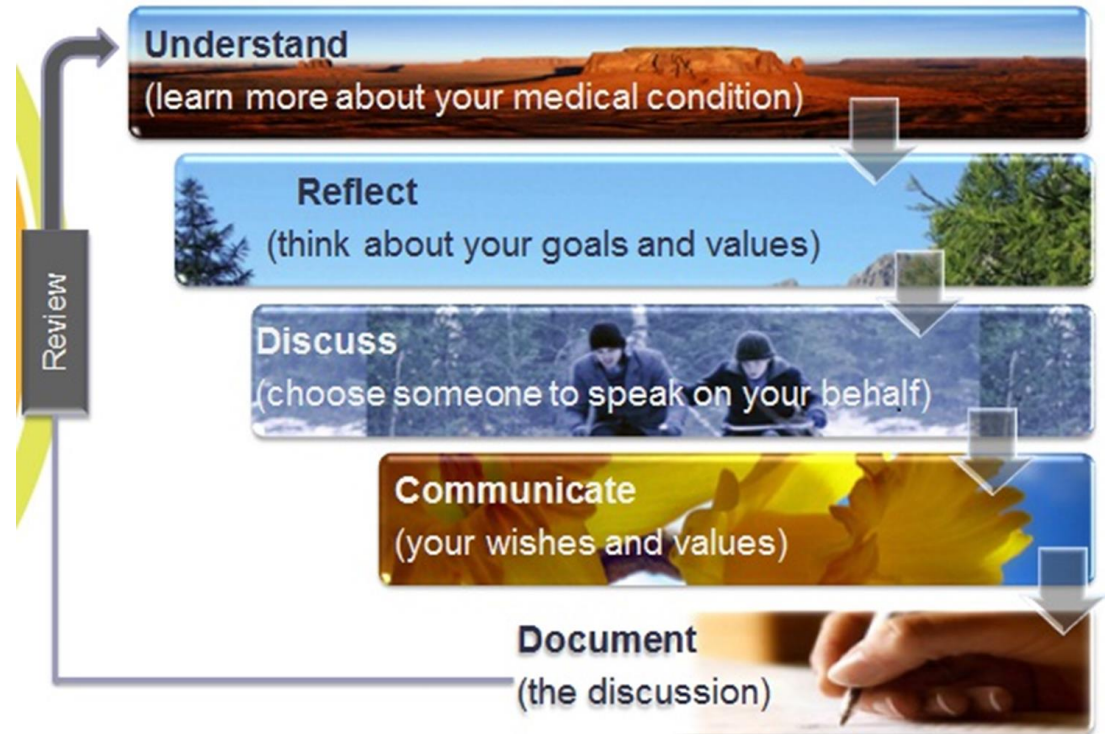 Understand
(learn more about your medical condition)
Reflect
(think about your goals and values)
Discuss
(choose someone to speak on your behalf)
Communicate
(your wishes and values)
Document
(the discussion)
Review